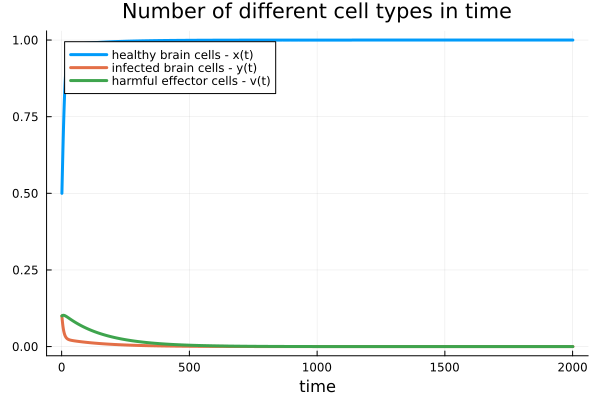 Number of different cell types in time
1.00
healthy brain cells - x(t)
infected brain cells - y(t)
harmful effector cells - v(t)
0.75
0.50
0.25
0.00
0 500 1000 1500 2000
time